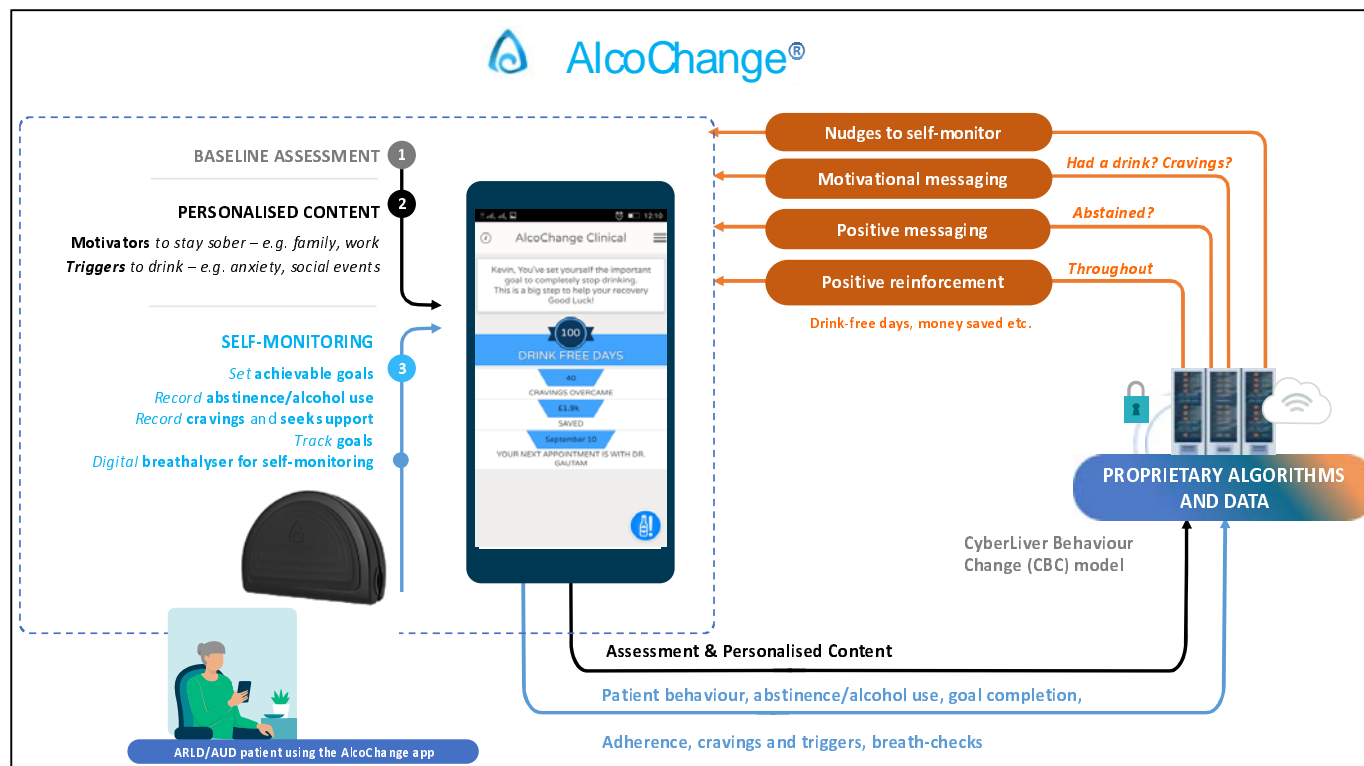 AlcoChange®
BASELINE ASSESSMENT 1
PERSONALISED CONTENT 2
Motivators to stay sober – e.g. family, work
Triggers to drink – e.g. anxiety, social events
SELF-MONITORING
3
Set achievable goals
Record abstinence/alcohol use
Record cravings and seeks support
Track goals
Digital breathalyser for self-monitoring
12:10
AlcoChange Clinical
Kevin, You've set yourself the important
goal to completely stop drinking.
This is a big step to help your recovery
Good Luck!
100
DRINK FREE DAYS
40
CRAVINGS OVERCAME
£1.9k
SAVED
September 10
YOUR NEXT APPOINTMENT IS WITH DR.
GAUTAM
Nudges to self-monitor
Motivational messaging
Had a drink? Cravings?
Positive messaging
Abstained?
Positive reinforcement
Throughout
Drink-free days, money saved etc.
PROPRIETARY ALGORITHMS
AND DATA
CyberLiver Behaviour
Change (CBC) model
Assessment & Personalised Content
Patient behaviour, abstinence/alcohol use, goal completion,
Adherence, cravings and triggers, breath-checks
ARLD/AUD patient using the AlcoChange app